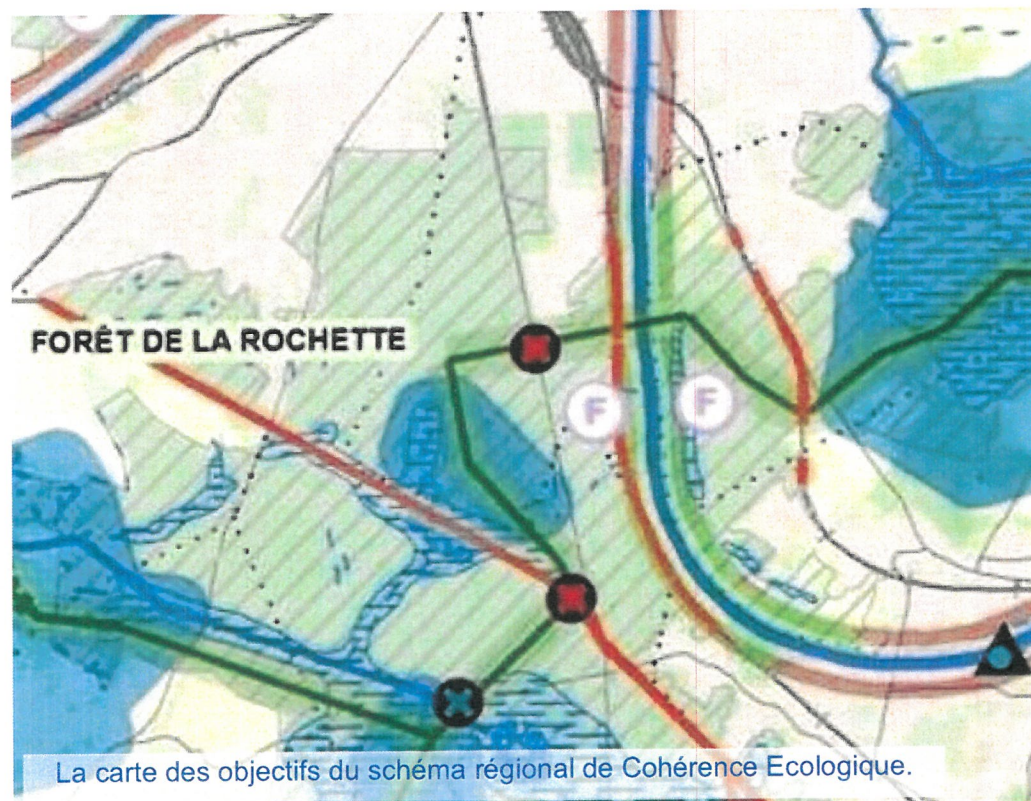 FORÊT DE LA ROCHETTE
F
F
La carte des objectifs du schéma régional de Cohérence Ecologique.